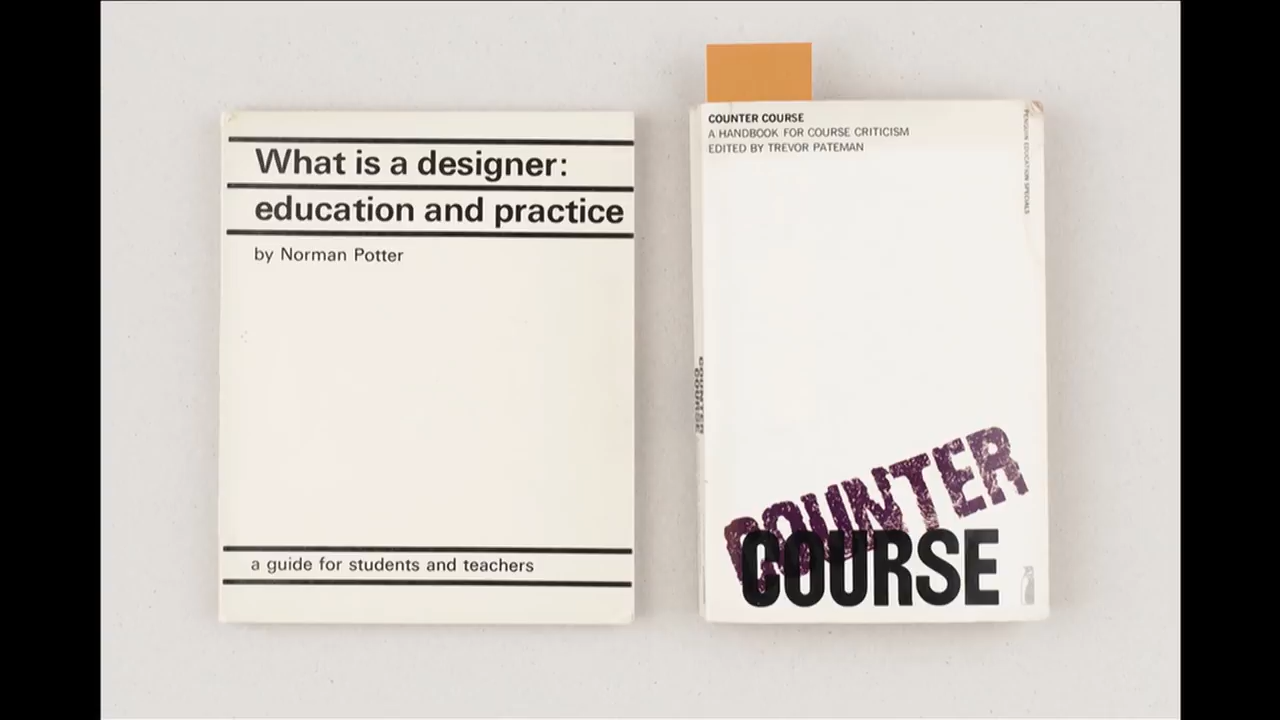 What is a designer:
education and practice
by Norman Potter
a guide for students and teachers
COUNTER COURSE
A HANDBOOK FOR COURSE CRITICISM
EDITED BY TREVOR PATEMAN
PENGUIN EDUCATION SPECIALS
COUNTER
COURSE
COUNTER
COURSE